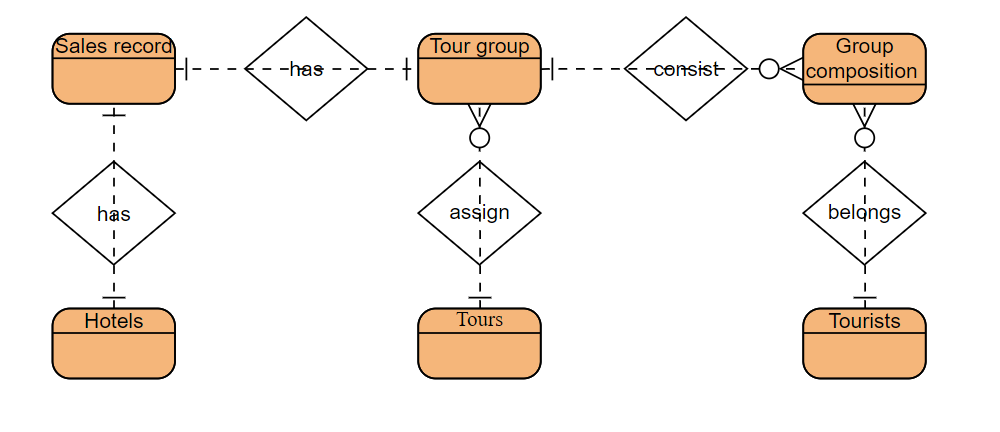 Sales record
has
Tour group
consist
Group
composition
has
assign
belongs
Hotels
Tours
Tourists